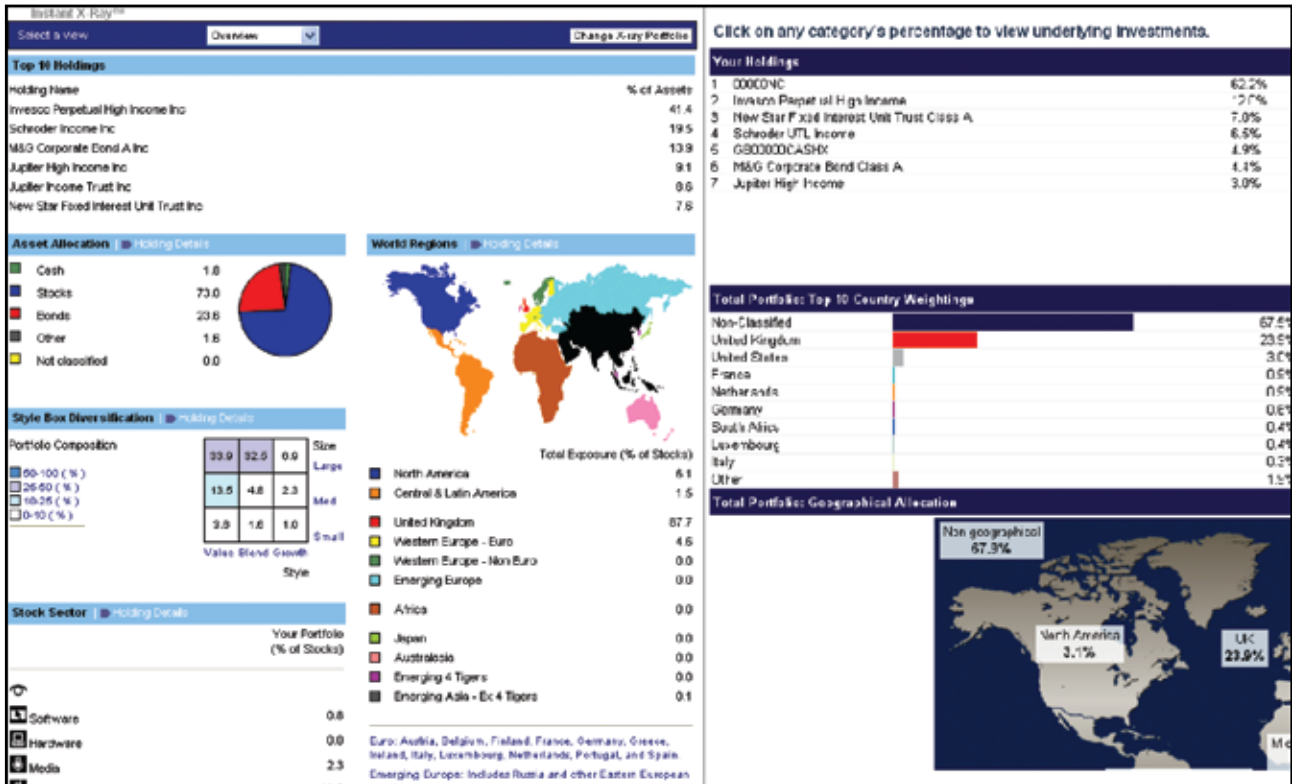 Instant X-Ray™
Select a view Overview Change X-ray Portfolio
Top 10 Holdings
Holding Name % of Assets
Invesco Perpetual High Income Inc 41.4
Schroder Income Inc 19.5
M&G Corporate Bond A Inc 13.9
Jupiter High Income Inc 9.1
Jupiter Income Trust Inc 8.6
New Star Fixed Interest Unit Trust Inc 7.6
Asset Allocation | Holding Details
Cash 1.8
Stocks 73.0
Bonds 23.6
Other 1.6
Not classified 0.0
Style Box Diversification | Holding Details
Portfolio Composition
50-100 ( % )
25-50 ( % )
10-25 ( % )
0-10 ( % )
Size
33.9 32.5 6.9 Large
13.5 4.8 2.3 Med
3.8 1.6 1.0 Small
Value Blend Growth
Style
Stock Sector | Holding Details
Your Portfolio
(% of Stocks)
Software 0.8
Hardware 0.0
Media 2.3
World Regions | Holding Details
Total Exposure (% of Stocks)
North America 6.1
Central & Latin America 1.5
United Kingdom 87.7
Western Europe - Euro 4.6
Western Europe - Non Euro 0.0
Emerging Europe 0.0
Africa 0.0
Japan 0.0
Australasia 0.0
Emerging 4 Tigers 0.0
Emerging Asia - Ex 4 Tigers 0.1
Euro: Austria, Belgium, Finland, France, Germany, Greece,
Ireland, Italy, Luxembourg, Netherlands, Portugal, and Spain.
Emerging Europe: Includes Russia and other Eastern European
Click on any category's percentage to view underlying investments.
Your Holdings
1 62.2%
2 Invesco Perpetual High Income
3 New Star Fixed Interest Unit Trust Class A 7.0%
4 Schroder UTL Income 6.5%
5 4.9%
6 M&G Corporate Bond Class A 4.4%
7 Jupiter High Income 3.0%
Total Portfolio: Top 10 Country Weightings
Non-Classified
United Kingdom
United States
France
Netherlands
Germany
South Africa
Luxembourg
Italy
Other
Total Portfolio: Geographical Allocation
Non geographical
67.9%
North America
3.1%
UK
23.9%